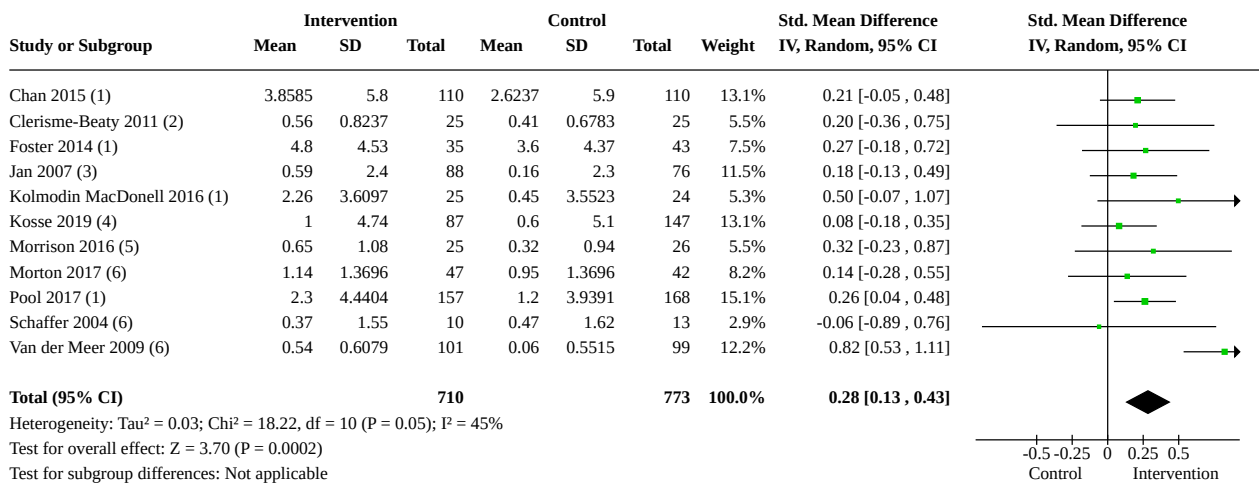 Intervention Control Std. Mean Difference Std. Mean Difference
Study or Subgroup Mean SD Total Mean SD Total Weight IV, Random, 95% CI IV, Random, 95% CI
Chan 2015 (1) 3.8585 5.8 110 2.6237 5.9 110 13.1% 0.21 [-0.05 , 0.48]
Clerisme-Beaty 2011 (2) 0.56 0.8237 25 0.41 0.6783 25 5.5% 0.20 [-0.36 , 0.75]
Foster 2014 (1) 4.8 4.53 35 3.6 4.37 43 7.5% 0.27 [-0.18 , 0.72]
Jan 2007 (3) 0.59 2.4 88 0.16 2.3 76 11.5% 0.18 [-0.13 , 0.49]
Kolmodin MacDonell 2016 (1) 2.26 3.6097 25 0.45 3.5523 24 5.3% 0.50 [-0.07 , 1.07]
Kosse 2019 (4) 1 4.74 87 0.6 5.1 147 13.1% 0.08 [-0.18 , 0.35]
Morrison 2016 (5) 0.65 1.08 25 0.32 0.94 26 5.5% 0.32 [-0.23 , 0.87]
Morton 2017 (6) 1.14 1.3696 47 0.95 1.3696 42 8.2% 0.14 [-0.28 , 0.55]
Pool 2017 (1) 2.3 4.4404 157 1.2 3.9391 168 15.1% 0.26 [0.04 , 0.48]
Schaffer 2004 (6) 0.37 1.55 10 0.47 1.62 13 2.9% -0.06 [-0.89 , 0.76]
Van der Meer 2009 (6) 0.54 0.6079 101 0.06 0.5515 99 12.2% 0.82 [0.53 , 1.11]
Total (95% CI) 710 773 100.0% 0.28 [0.13 , 0.43]
Heterogeneity: Tau² = 0.03; Chi² = 18.22, df = 10 (P = 0.05); I² = 45%
Test for overall effect: Z = 3.70 (P = 0.0002) -0.5 -0.25 0 0.25 0.5
Test for subgroup differences: Not applicable Control Intervention